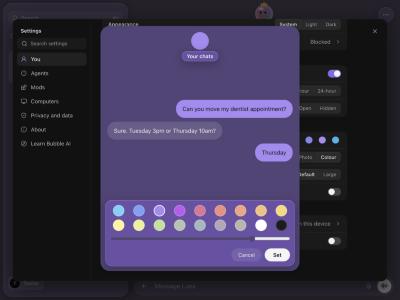 Search
Settings
Search settings
You
Agents
Mods
Computers
Privacy and data
About
Learn Bubble AI
Appearance
System Light Dark
Blocked
24-hour
Open Hidden
Photo Colour
Default Large
this device
Your chats
Can you move my dentist appointment?
Sure. Tuesday 3pm or Thursday 10am?
Thursday
Cancel
Set